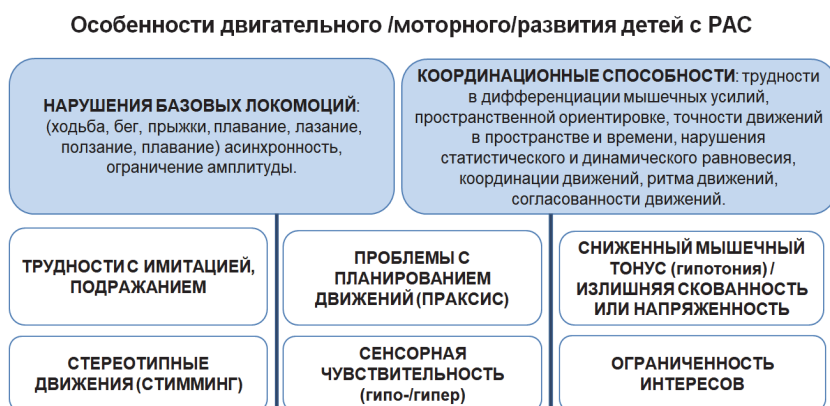 Особенности двигательного /моторного/развития детей с РАС
НАРУШЕНИЯ БАЗОВЫХ ЛОКОМОЦИЙ:
(ходьба, бег, прыжки, плавание, лазание,
ползание, плавание) асинхронность,
ограничение амплитуды.
КООРДИНАЦИОННЫЕ СПОСОБНОСТИ: трудности
в дифференциации мышечных усилий,
пространственной ориентировке, точности движений
в пространстве и времени, нарушения
статистического и динамического равновесия,
координации движений, ритма движений,
согласованности движений.
ТРУДНОСТИ С ИМИТАЦИЕЙ,
ПОДРАЖАНИЕМ
ПРОБЛЕМЫ С
ПЛАНИРОВАНИЕМ
ДВИЖЕНИЙ (ПРАКСИС)
СНИЖЕННЫЙ МЫШЕЧНЫЙ
ТОНУС (гипотония) /
ИЗЛИШНЯЯ СКОВАННОСТЬ
ИЛИ НАПРЯЖЕННОСТЬ
СТЕРЕОТИПНЫЕ
ДВИЖЕНИЯ (СТИММИНГ)
СЕНСОРНАЯ
ЧУВСТВИТЕЛЬНОСТЬ
(гипо-/гипер)
ОГРАНИЧЕННОСТЬ
ИНТЕРЕСОВ